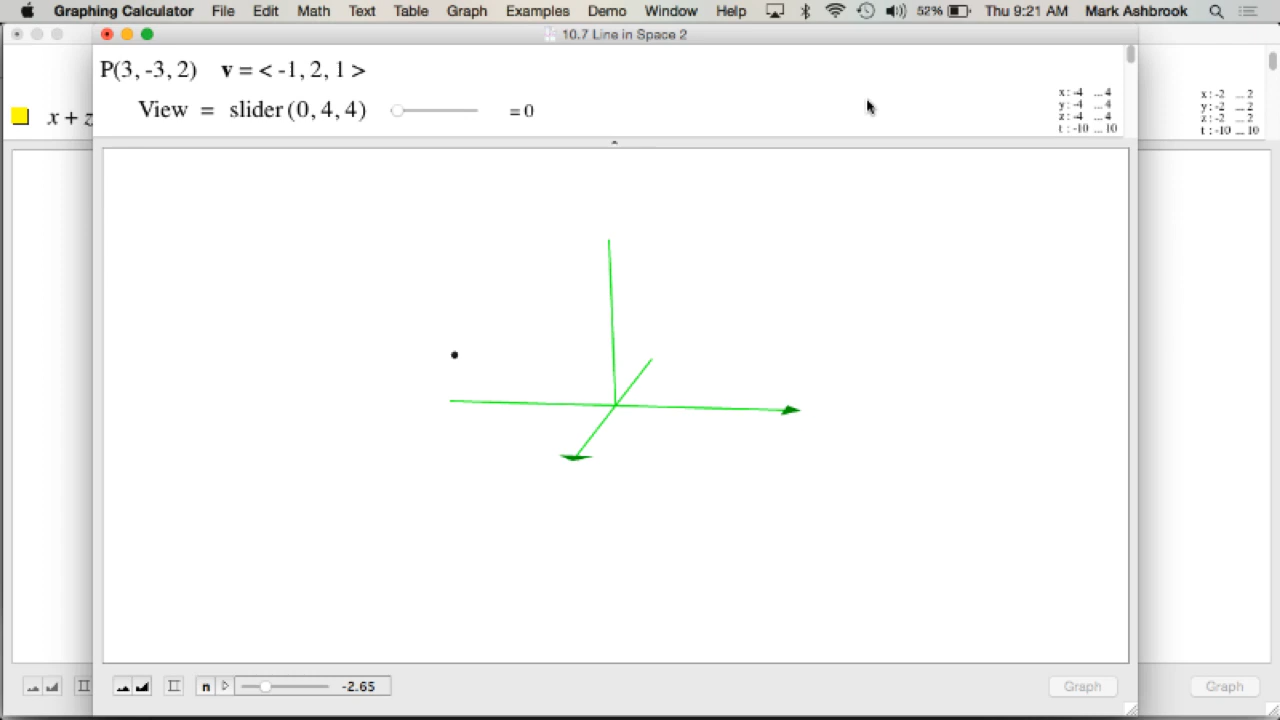 Graphing Calculator File Edit Math Text Table Graph Examples Demo Window Help 52% Thu 9:21 AM Mark Ashbrook
10.7 Line in Space 2
P(3, -3, 2) v = < -1, 2, 1 >
View = slider (0, 4, 4) = 0
x : -4 ... 4
y : -4 ... 4
z : -4 ... 4
t : -10 ... 10
x + z
x : -2 ... 2
y : -2 ... 2
z : -2 ... 2
t : -10 ... 10
n -2.65 Graph Graph